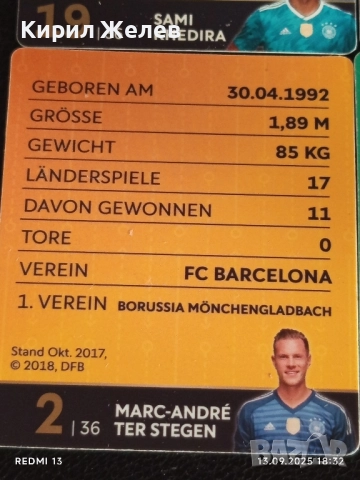 Кирил Желев
19
| 36
SAMI
KHEDIRA
GEBOREN AM 30.04.1992
GRÖSSE 1,89 M
GEWICHT 85 KG
LÄNDERSPIELE 17
DAVON GEWONNEN 11
TORE 0
VEREIN FC BARCELONA
1. VEREIN BORUSSIA MÖNCHENGLADBACH
Stand Okt. 2017,
© 2018, DFB
2 | 36 MARC-ANDRÉ
TER STEGEN
REDMI 13 13.09.2025 18:32